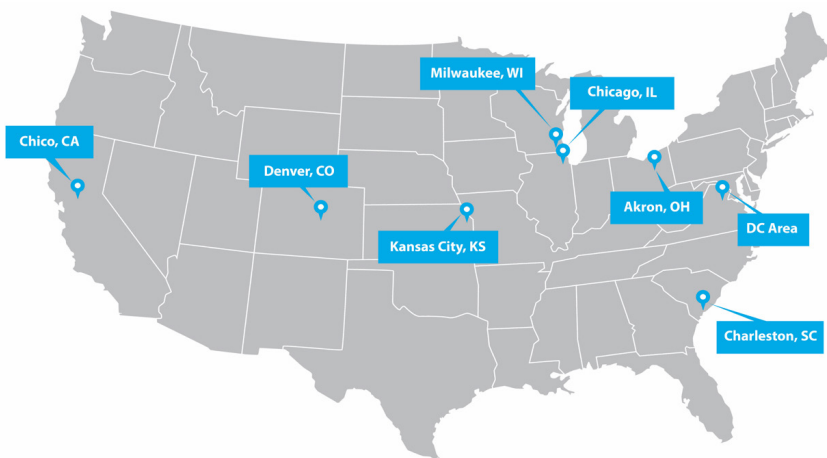 Milwaukee, WI
Chicago, IL
Chico, CA
Denver, CO
Akron, OH
DC Area
Kansas City, KS
Charleston, SC